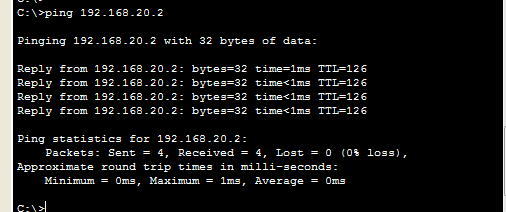 C:\>ping 192.168.20.2
Pinging 192.168.20.2 with 32 bytes of data:
Reply from 192.168.20.2: bytes=32 time=1ms TTL=126
Reply from 192.168.20.2: bytes=32 time<1ms TTL=126
Reply from 192.168.20.2: bytes=32 time<1ms TTL=126
Reply from 192.168.20.2: bytes=32 time<1ms TTL=126
Ping statistics for 192.168.20.2:
Packets: Sent = 4, Received = 4, Lost = 0 (0% loss),
Approximate round trip times in milli-seconds:
Minimum = 0ms, Maximum = 1ms, Average = 0ms
C:\>